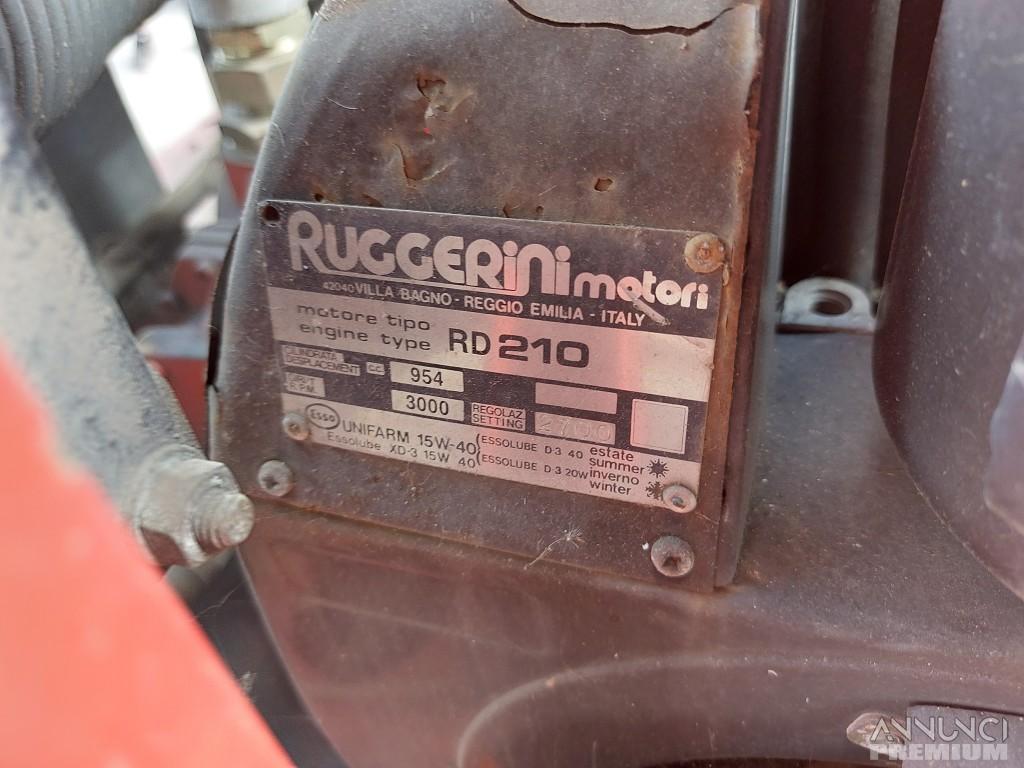 RUGGERINI motori
42040 VILLA BAGNO - REGGIO EMILIA - ITALY
motore tipo
engine type RD 210
CILINDRATA
DISPLACEMENT cc 954
R.P.M. 3000 REGOLAZ
SETTING 2700
ESSO UNIFARM 15W-40 (ESSOLUBE D-3 40 estate
summer
Essolube XD-3 15W 40 (ESSOLUBE D-3 20W inverno
winter
ANNUNCI
PREMIUM